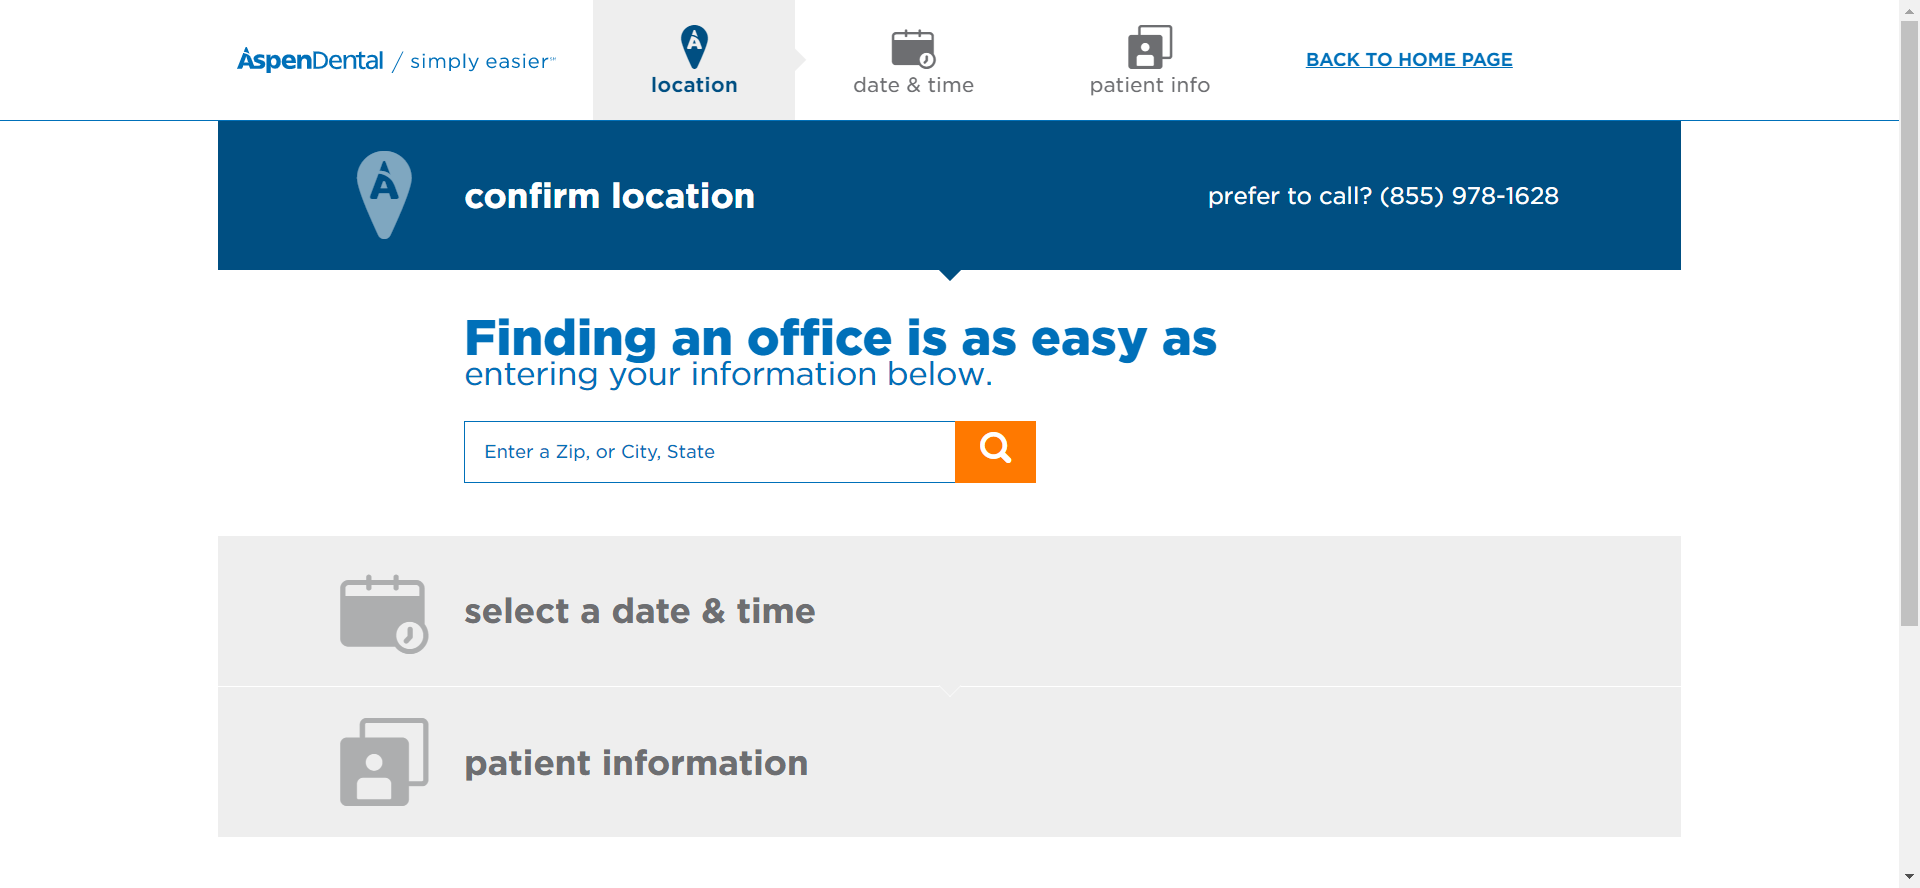 AspenDental / simply easier℠
location
date & time
patient info
BACK TO HOME PAGE
confirm location
prefer to call? (855) 978-1628
Finding an office is as easy as
entering your information below.
Enter a Zip, or City, State
select a date & time
patient information